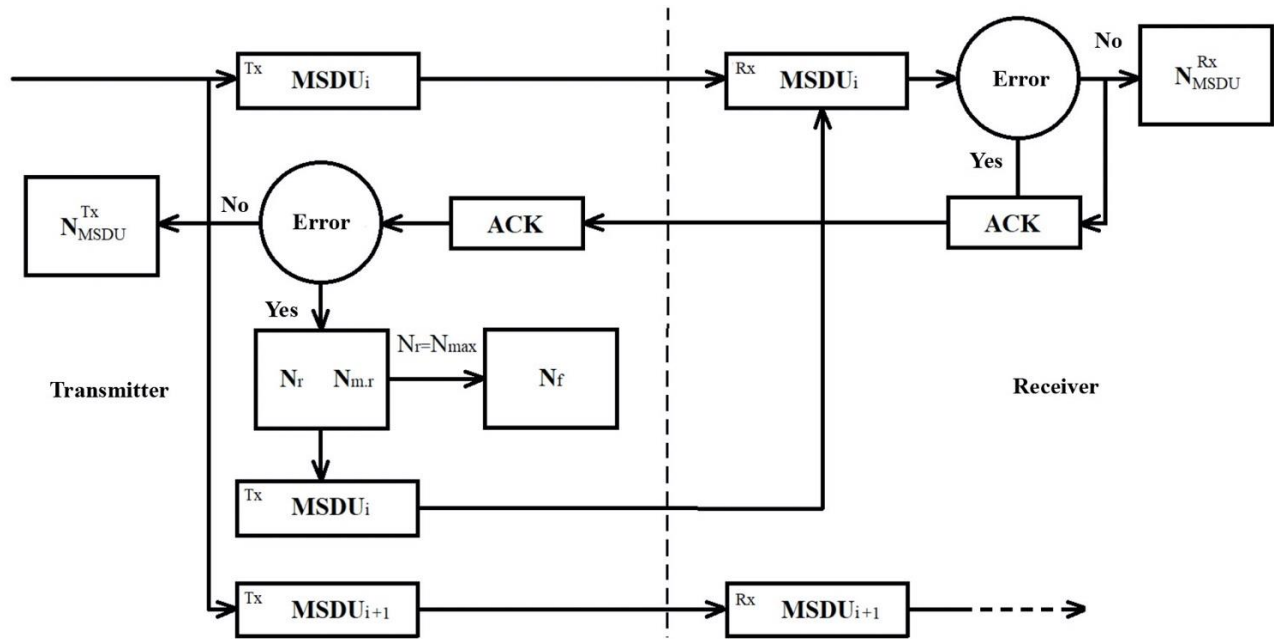 Tx MSDUi
Rx MSDUi
Error
No
N Rx MSDU
Yes
N Tx MSDU
No
Error
ACK
ACK
Yes
Nr Nm.r
Nr=Nmax
Nf
Transmitter
Receiver
Tx MSDUi
Tx MSDUi+1
Rx MSDUi+1